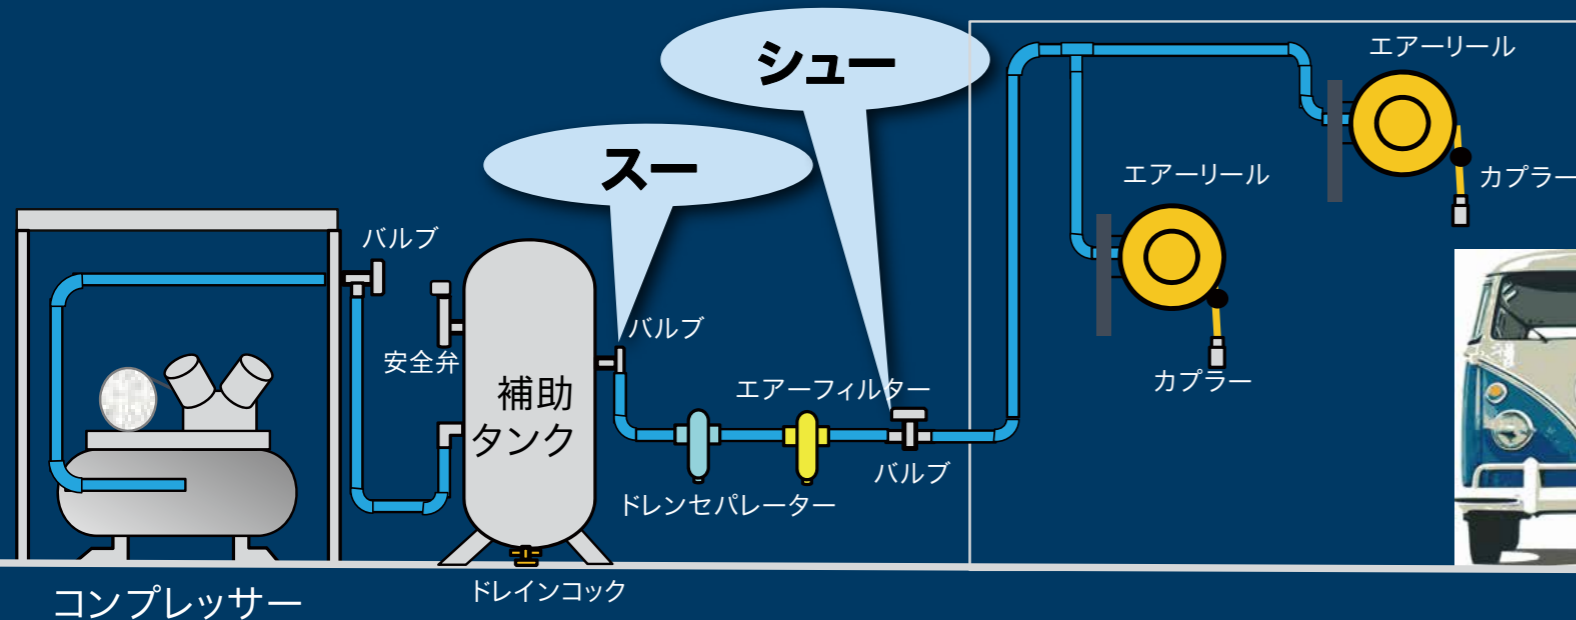 シュー
エアーリール
スー
エアーリール
カプラー
バルブ
バルブ
安全弁
補助
タンク
エアーフィルター
カプラー
バルブ
ドレンセパレーター
ドレインコック
コンプレッサー